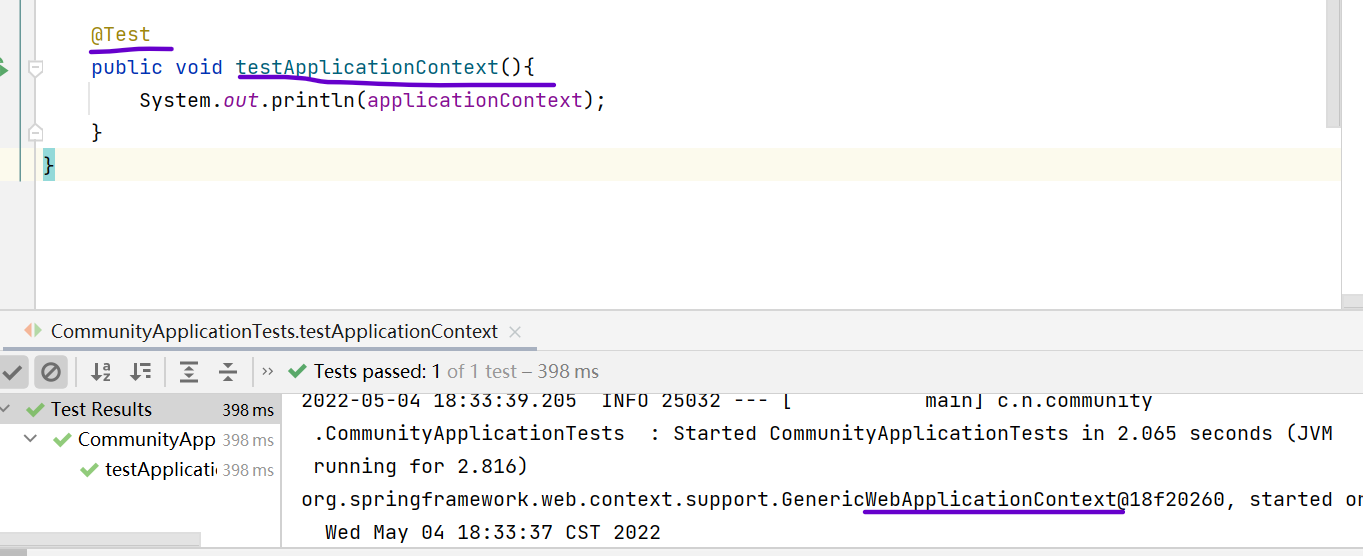 @Test
public void testApplicationContext(){
System.out.println(applicationContext);
}
}
CommunityApplicationTests.testApplicationContext
Tests passed: 1 of 1 test – 398 ms
Test Results 398 ms
CommunityApp 398 ms
testApplicati 398 ms
2022-05-04 18:33:39.205  INFO 25032 --- [           main] c.n.community
.CommunityApplicationTests  : Started CommunityApplicationTests in 2.065 seconds (JVM
running for 2.816)
org.springframework.web.context.support.GenericWebApplicationContext@18f20260, started on
Wed May 04 18:33:37 CST 2022